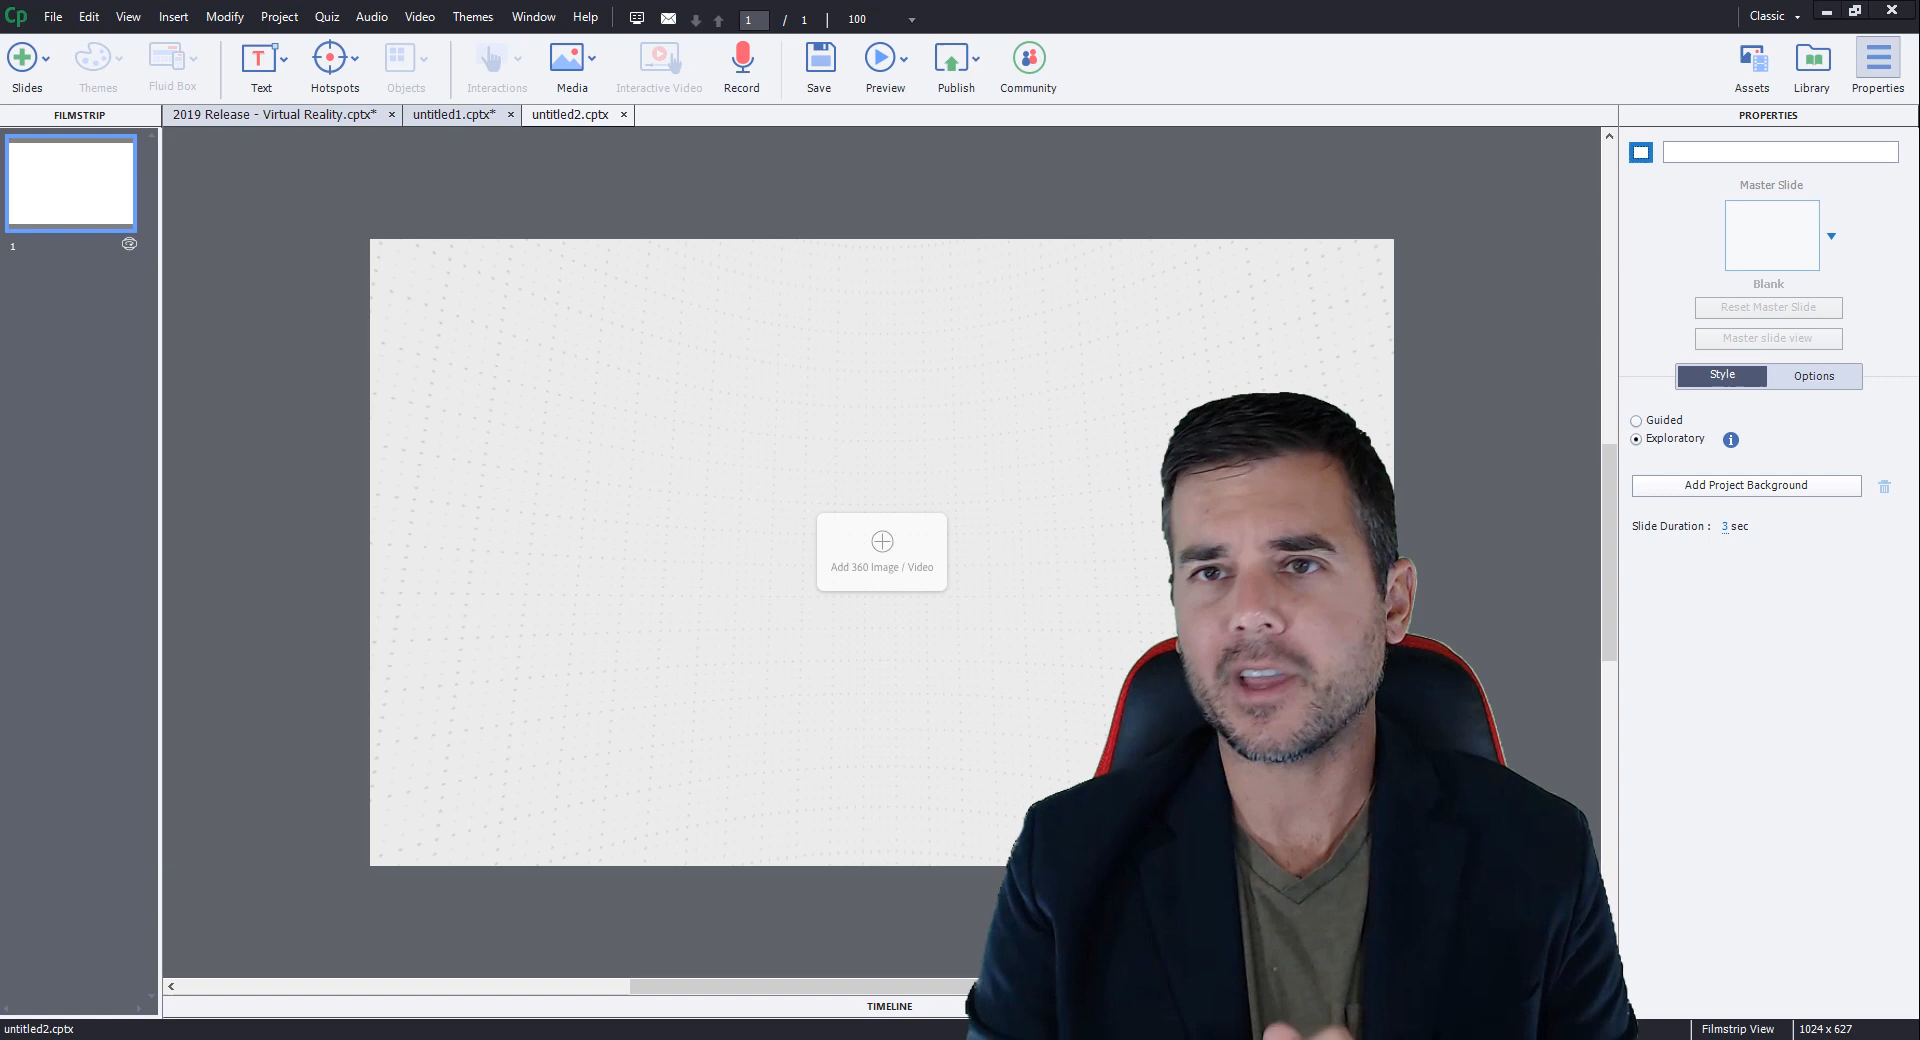 Cp File Edit View Insert Modify Project Quiz Audio Video Themes Window Help 1 / 1 100 Classic
Slides Themes Fluid Box Text Hotspots Objects Interactions Media Interactive Video Record Save Preview Publish Community Assets Library Properties
FILMSTRIP 2019 Release - Virtual Reality.cptx* × untitled1.cptx* × untitled2.cptx × PROPERTIES
Master Slide
1
Blank
Reset Master Slide
Master slide view
Style Options
Guided
Exploratory i
Add Project Background
Slide Duration : 3 sec
Add 360 Image / Video
TIMELINE
untitled2.cptx Filmstrip View 1024 x 627